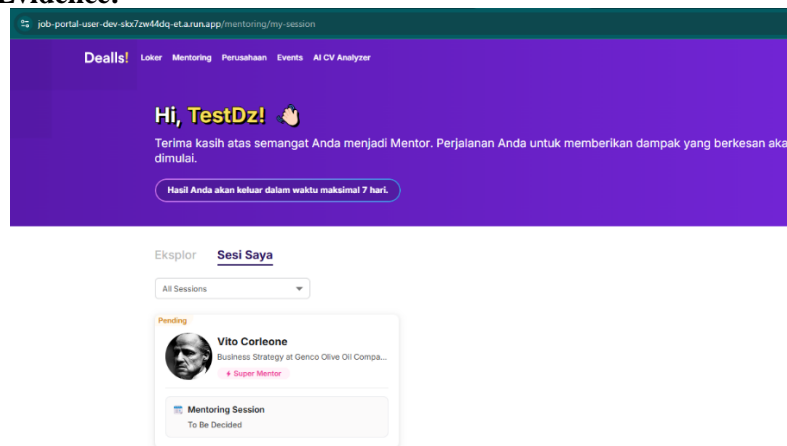 Evidence:
job-portal-user-dev-skx7zw44dq-et.a.run.app/mentoring/my-session
Dealls! Loker Mentoring Perusahaan Events AI CV Analyzer
Hi, TestDz!
Terima kasih atas semangat Anda menjadi Mentor. Perjalanan Anda untuk memberikan dampak yang berkesan aka
dimulai.
Hasil Anda akan keluar dalam waktu maksimal 7 hari.
Eksplor Sesi Saya
All Sessions
Pending
Vito Corleone
Business Strategy at Genco Olive Oil Compa...
Super Mentor
Mentoring Session
To Be Decided